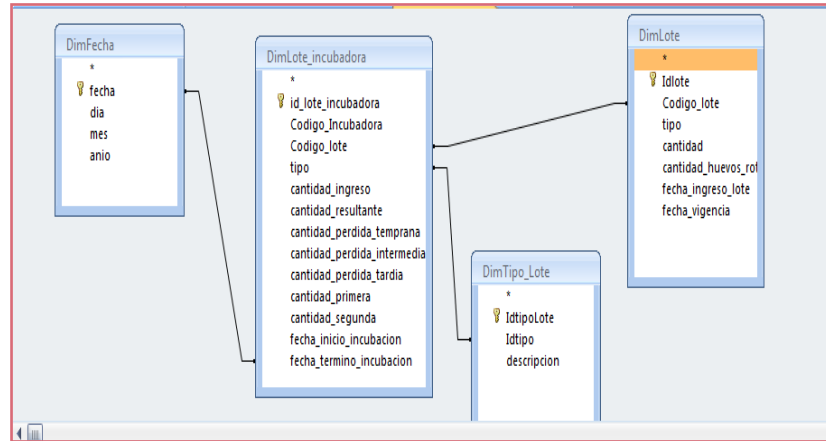 DimFecha
*
fecha
dia
mes
anio
DimLote_incubadora
*
id_lote_incubadora
Codigo_Incubadora
Codigo_lote
tipo
cantidad_ingreso
cantidad_resultante
cantidad_perdida_temprana
cantidad_perdida_intermedia
cantidad_perdida_tardia
cantidad_primera
cantidad_segunda
fecha_inicio_incubacion
fecha_termino_incubacion
DimTipo_Lote
*
IdtipoLote
Idtipo
descripcion
DimLote
*
Idlote
Codigo_lote
tipo
cantidad
cantidad_huevos_rot
fecha_ingreso_lote
fecha_vigencia